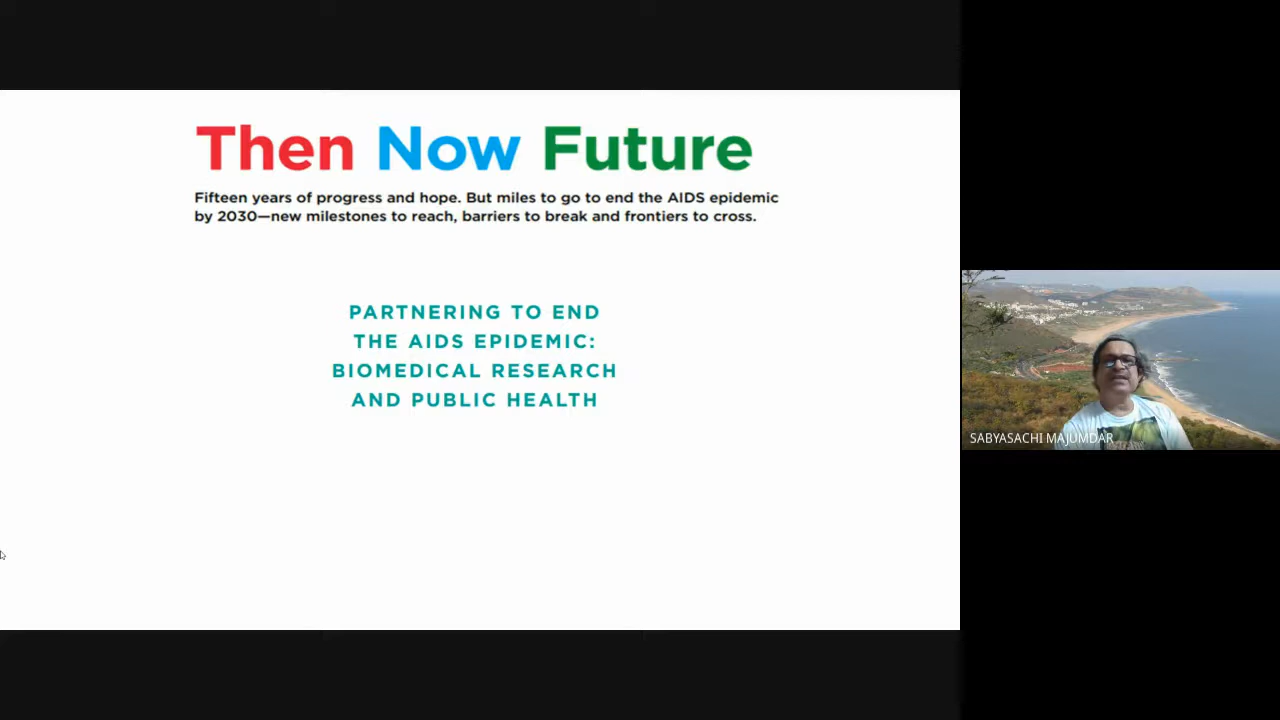 Then Now Future
Fifteen years of progress and hope. But miles to go to end the AIDS epidemic
by 2030—new milestones to reach, barriers to break and frontiers to cross.
PARTNERING TO END
THE AIDS EPIDEMIC:
BIOMEDICAL RESEARCH
AND PUBLIC HEALTH
SABYASACHI MAJUMDAR